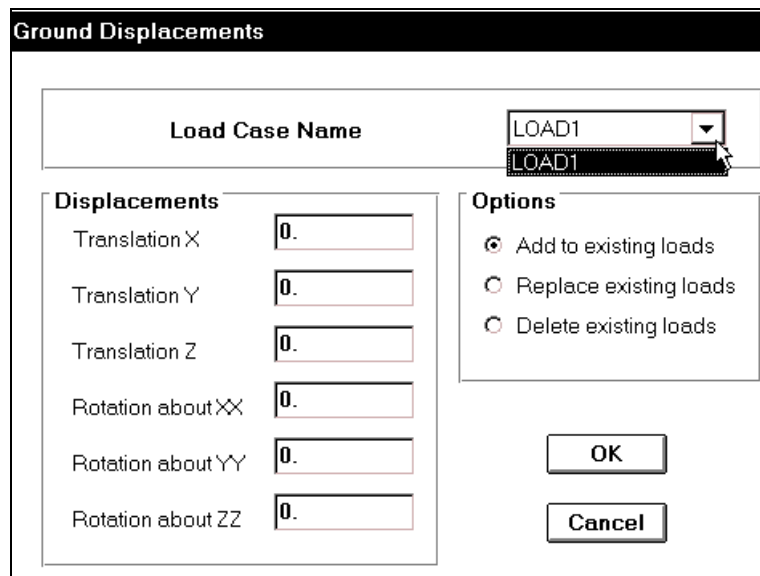 Ground Displacements
Load Case Name
LOAD1
LOAD1
Displacements
Translation X
0.
Translation Y
0.
Translation Z
0.
Rotation about XX
0.
Rotation about YY
0.
Rotation about ZZ
0.
Options
Add to existing loads
Replace existing loads
Delete existing loads
OK
Cancel